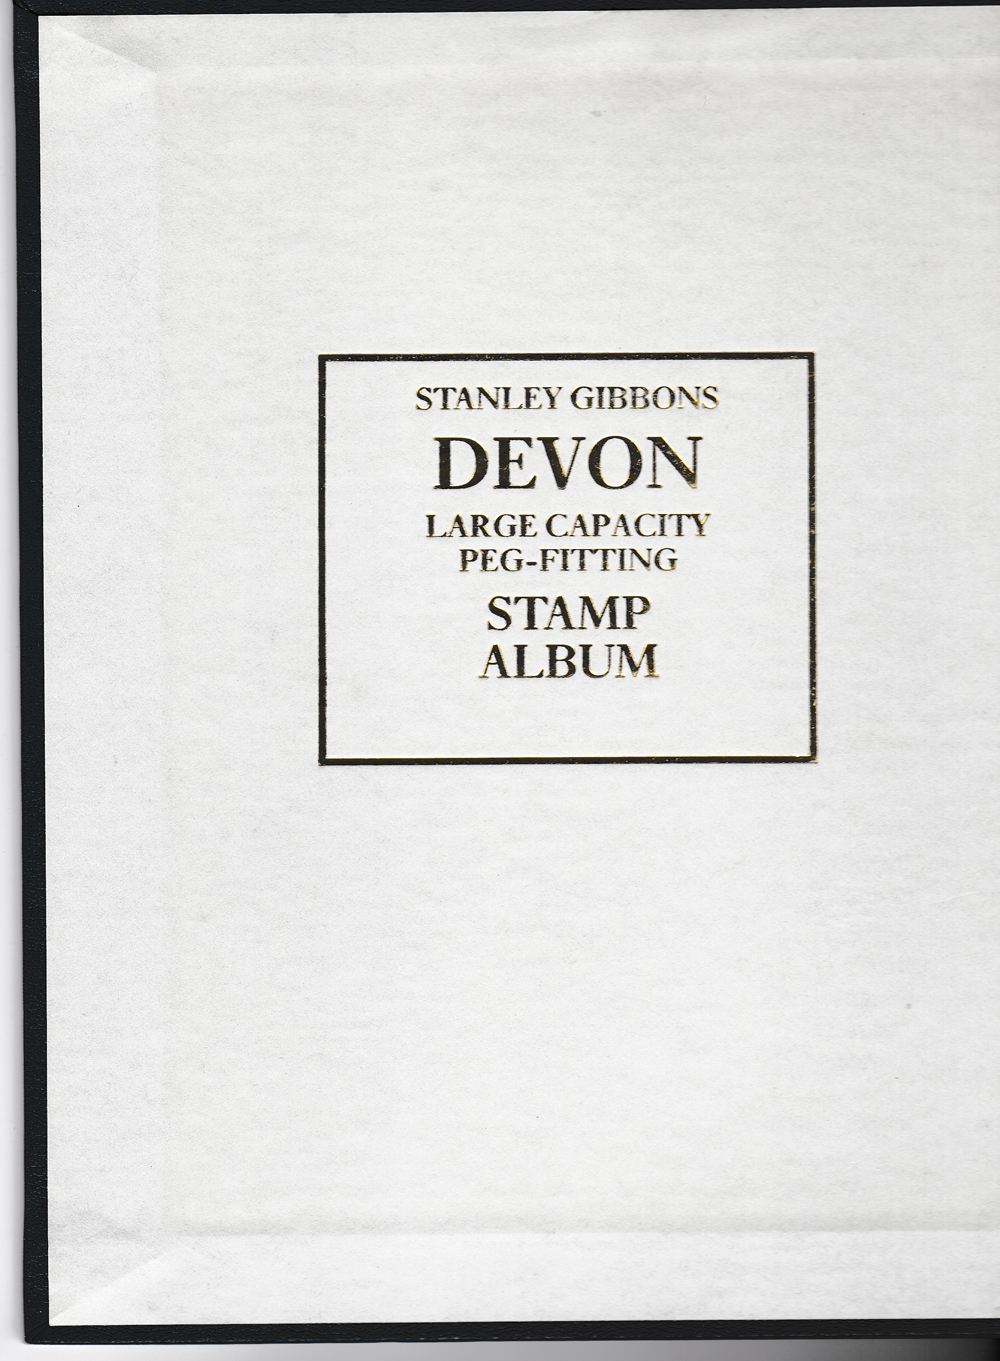 STANLEY GIBBONS
DEVON
LARGE CAPACITY
PEG-FITTING
STAMP
ALBUM